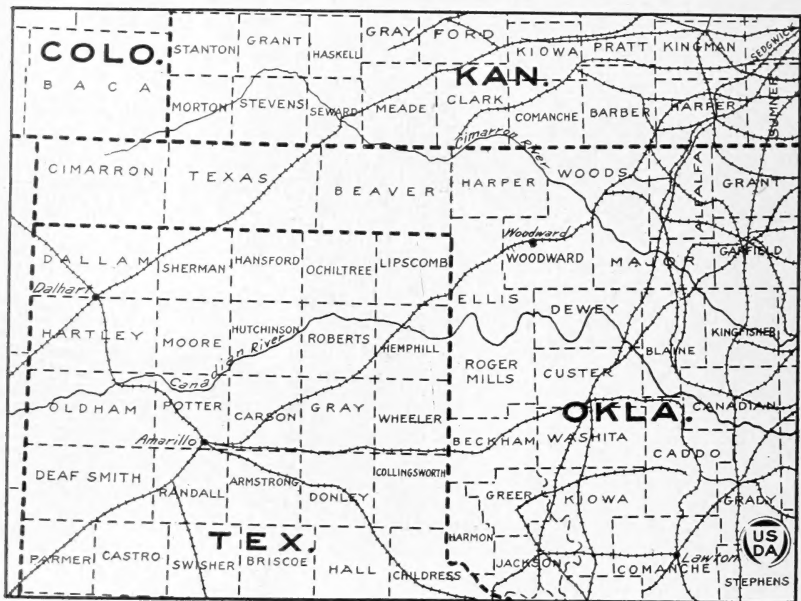 COLO.
BACA
STANTON
GRANT
HASKELL
GRAY
FORD
KIOWA
PRATT
KINGMAN
SEDGWICK
KAN.
MORTON
STEVENS
SEWARD
MEADE
CLARK
COMANCHE
BARBER
HARPER
SUMNER
Cimarron River
CIMARRON
TEXAS
BEAVER
HARPER
WOODS
ALFALFA
GRANT
Woodward
WOODWARD
MAJOR
GARFIELD
DALLAM
SHERMAN
HANSFORD
OCHILTREE
LIPSCOMB
ELLIS
DEWEY
Dalhart
HARTLEY
MOORE
HUTCHINSON
ROBERTS
HEMPHILL
BLAINE
KINGFISHER
Canadian River
ROGER
MILLS
CUSTER
OLDHAM
POTTER
CARSON
GRAY
WHEELER
OKLA.
CANADIAN
Amarillo
BECKHAM
WASHITA
CADDO
DEAF SMITH
RANDALL
ARMSTRONG
DONLEY
COLLINGSWORTH
GREER
KIOWA
GRADY
TEX.
HARMON
PARMER
CASTRO
SWISHER
BRISCOE
HALL
CHILDRESS
JACKSON
COMANCHE
Lawton
STEPHENS
US
DA